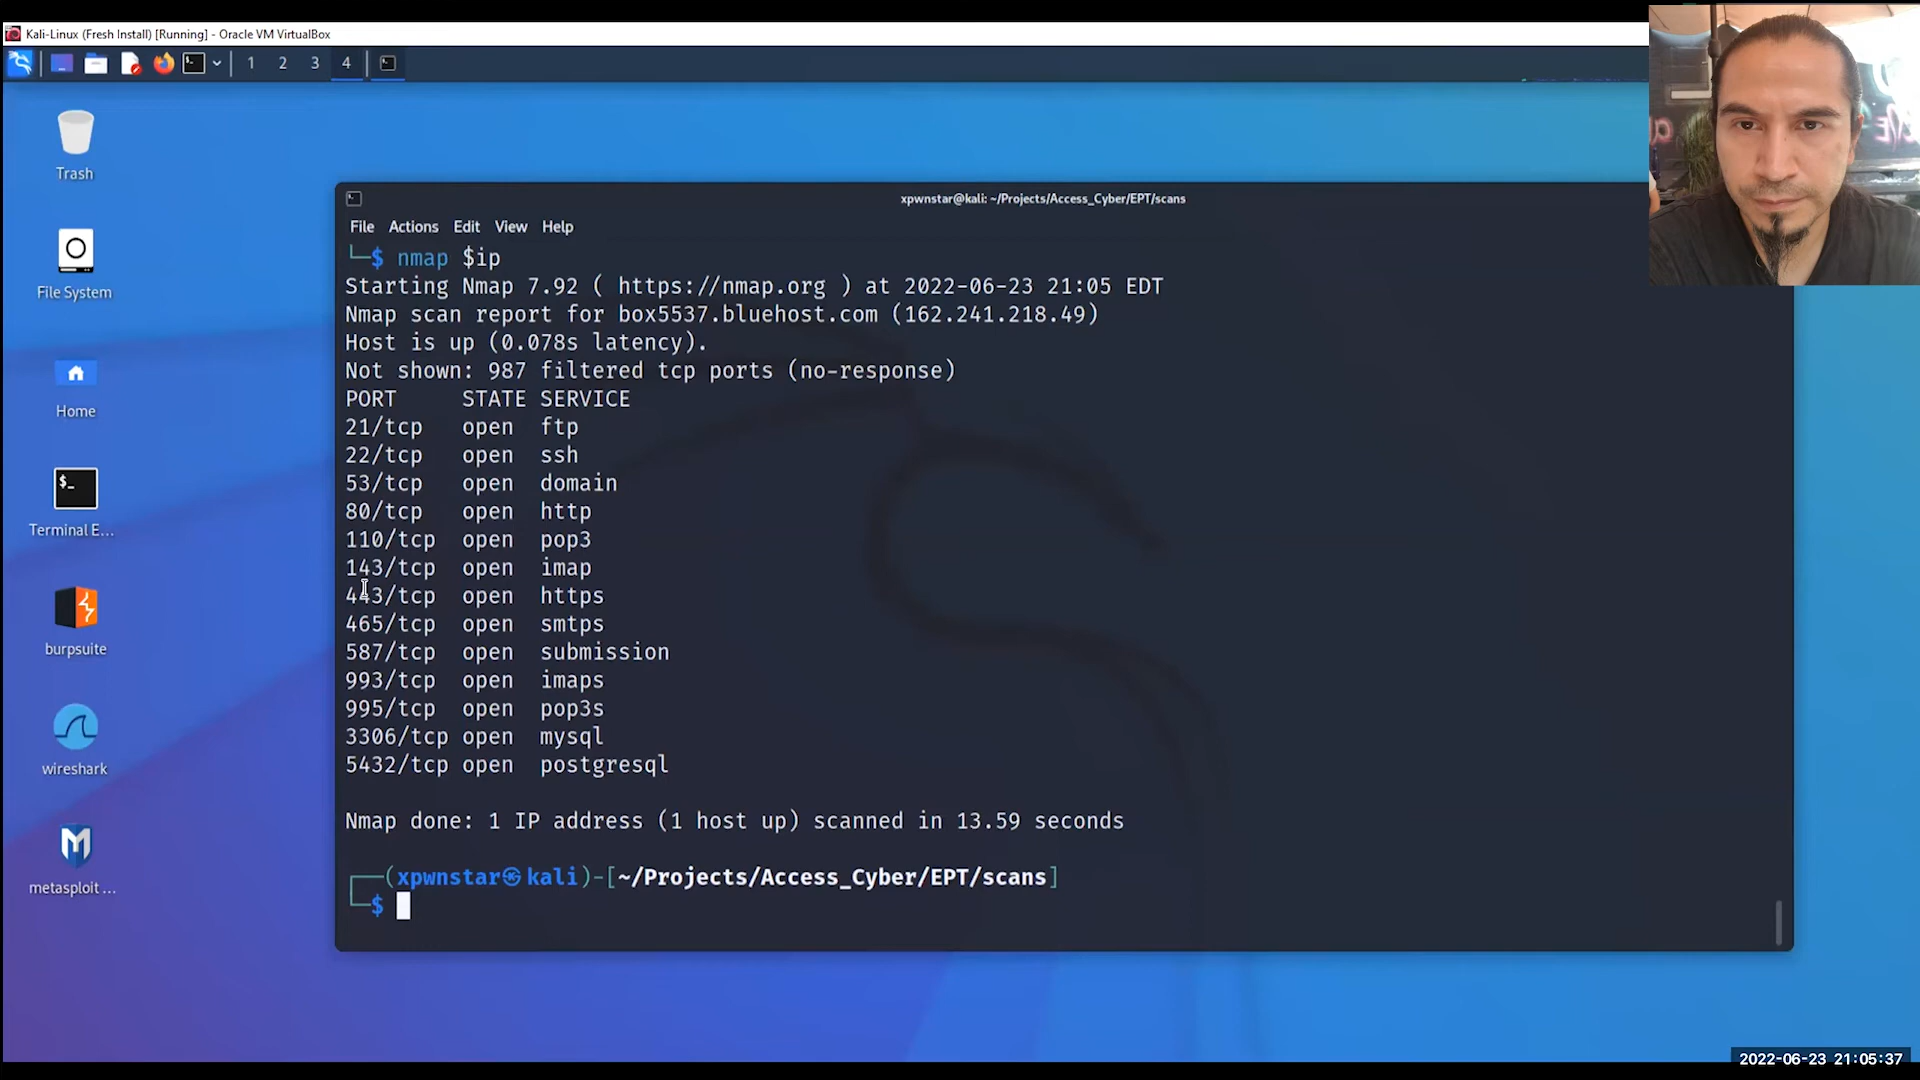 Kali-Linux (Fresh Install) [Running] - Oracle VM VirtualBox
1 2 3 4
Trash
File System
Home
Terminal E...
burpsuite
wireshark
metasploit ...
xpwnstar@kali: ~/Projects/Access_Cyber/EPT/scans
File Actions Edit View Help
└─$ nmap $ip
Starting Nmap 7.92 ( https://nmap.org ) at 2022-06-23 21:05 EDT
Nmap scan report for box5537.bluehost.com (162.241.218.49)
Host is up (0.078s latency).
Not shown: 987 filtered tcp ports (no-response)
PORT     STATE SERVICE
21/tcp   open  ftp
22/tcp   open  ssh
53/tcp   open  domain
80/tcp   open  http
110/tcp  open  pop3
143/tcp  open  imap
443/tcp  open  https
465/tcp  open  smtps
587/tcp  open  submission
993/tcp  open  imaps
995/tcp  open  pop3s
3306/tcp open  mysql
5432/tcp open  postgresql
Nmap done: 1 IP address (1 host up) scanned in 13.59 seconds
┌──(xpwnstar㉿kali)-[~/Projects/Access_Cyber/EPT/scans]
└─$
2022-06-23 21:05:37